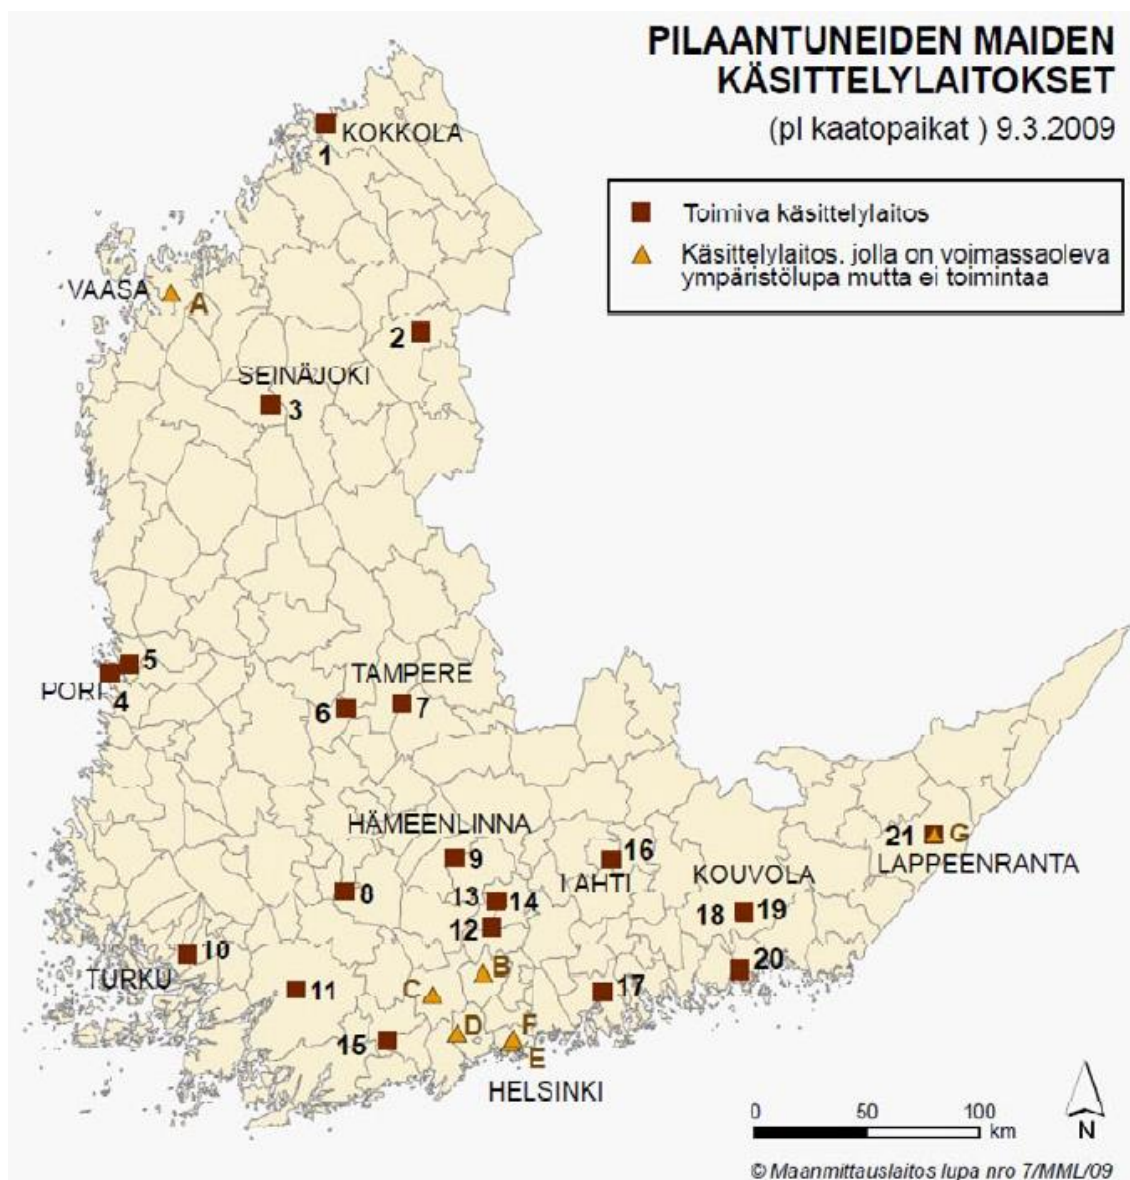 PILAANTUNEIDEN MAIDEN
KÄSITTELYLAITOKSET
(pl kaatopaikat ) 9.3.2009
Toimiva käsittelylaitos
Käsittelylaitos, jolla on voimassaoleva
ympäristölupa mutta ei toimintaa
KOKKOLA
1
VAASA
A
2
SEINÄJOKI
3
5
PORI
4
TAMPERE
6
7
HÄMEENLINNA
9
16
21
G
LAPPEENRANTA
LAHTI
KOUVOLA
8
13
14
18
19
12
10
TURKU
20
B
C
11
17
D
F
15
E
HELSINKI
0 50 100
km
N
© Maanmittauslaitos lupa nro 7/MML/09